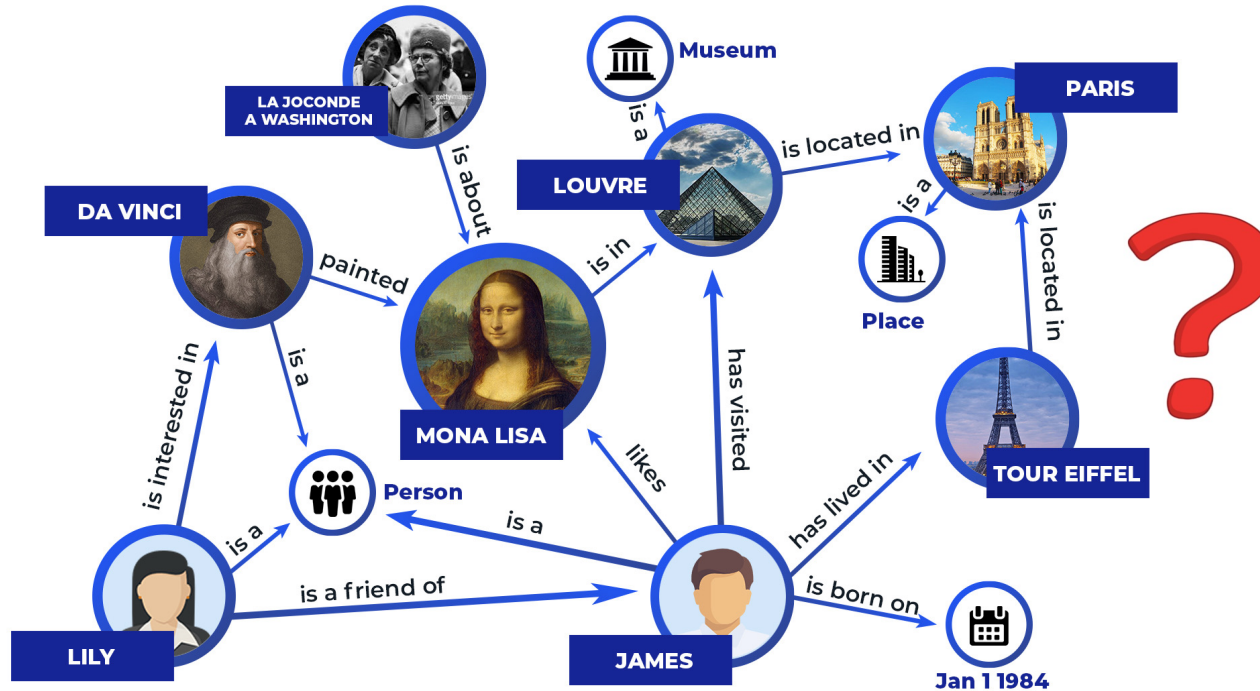 Museum
PARIS
gettyimages
LA JOCONDE
A WASHINGTON
is a
is located in
is about
LOUVRE
is a
DA VINCI
is located in
painted
is in
Place
is a
has visited
is interested in
MONA LISA
likes
TOUR EIFFEL
Person
has lived in
is a
is a
is a friend of
is born on
LILY
JAMES
Jan 1 1984